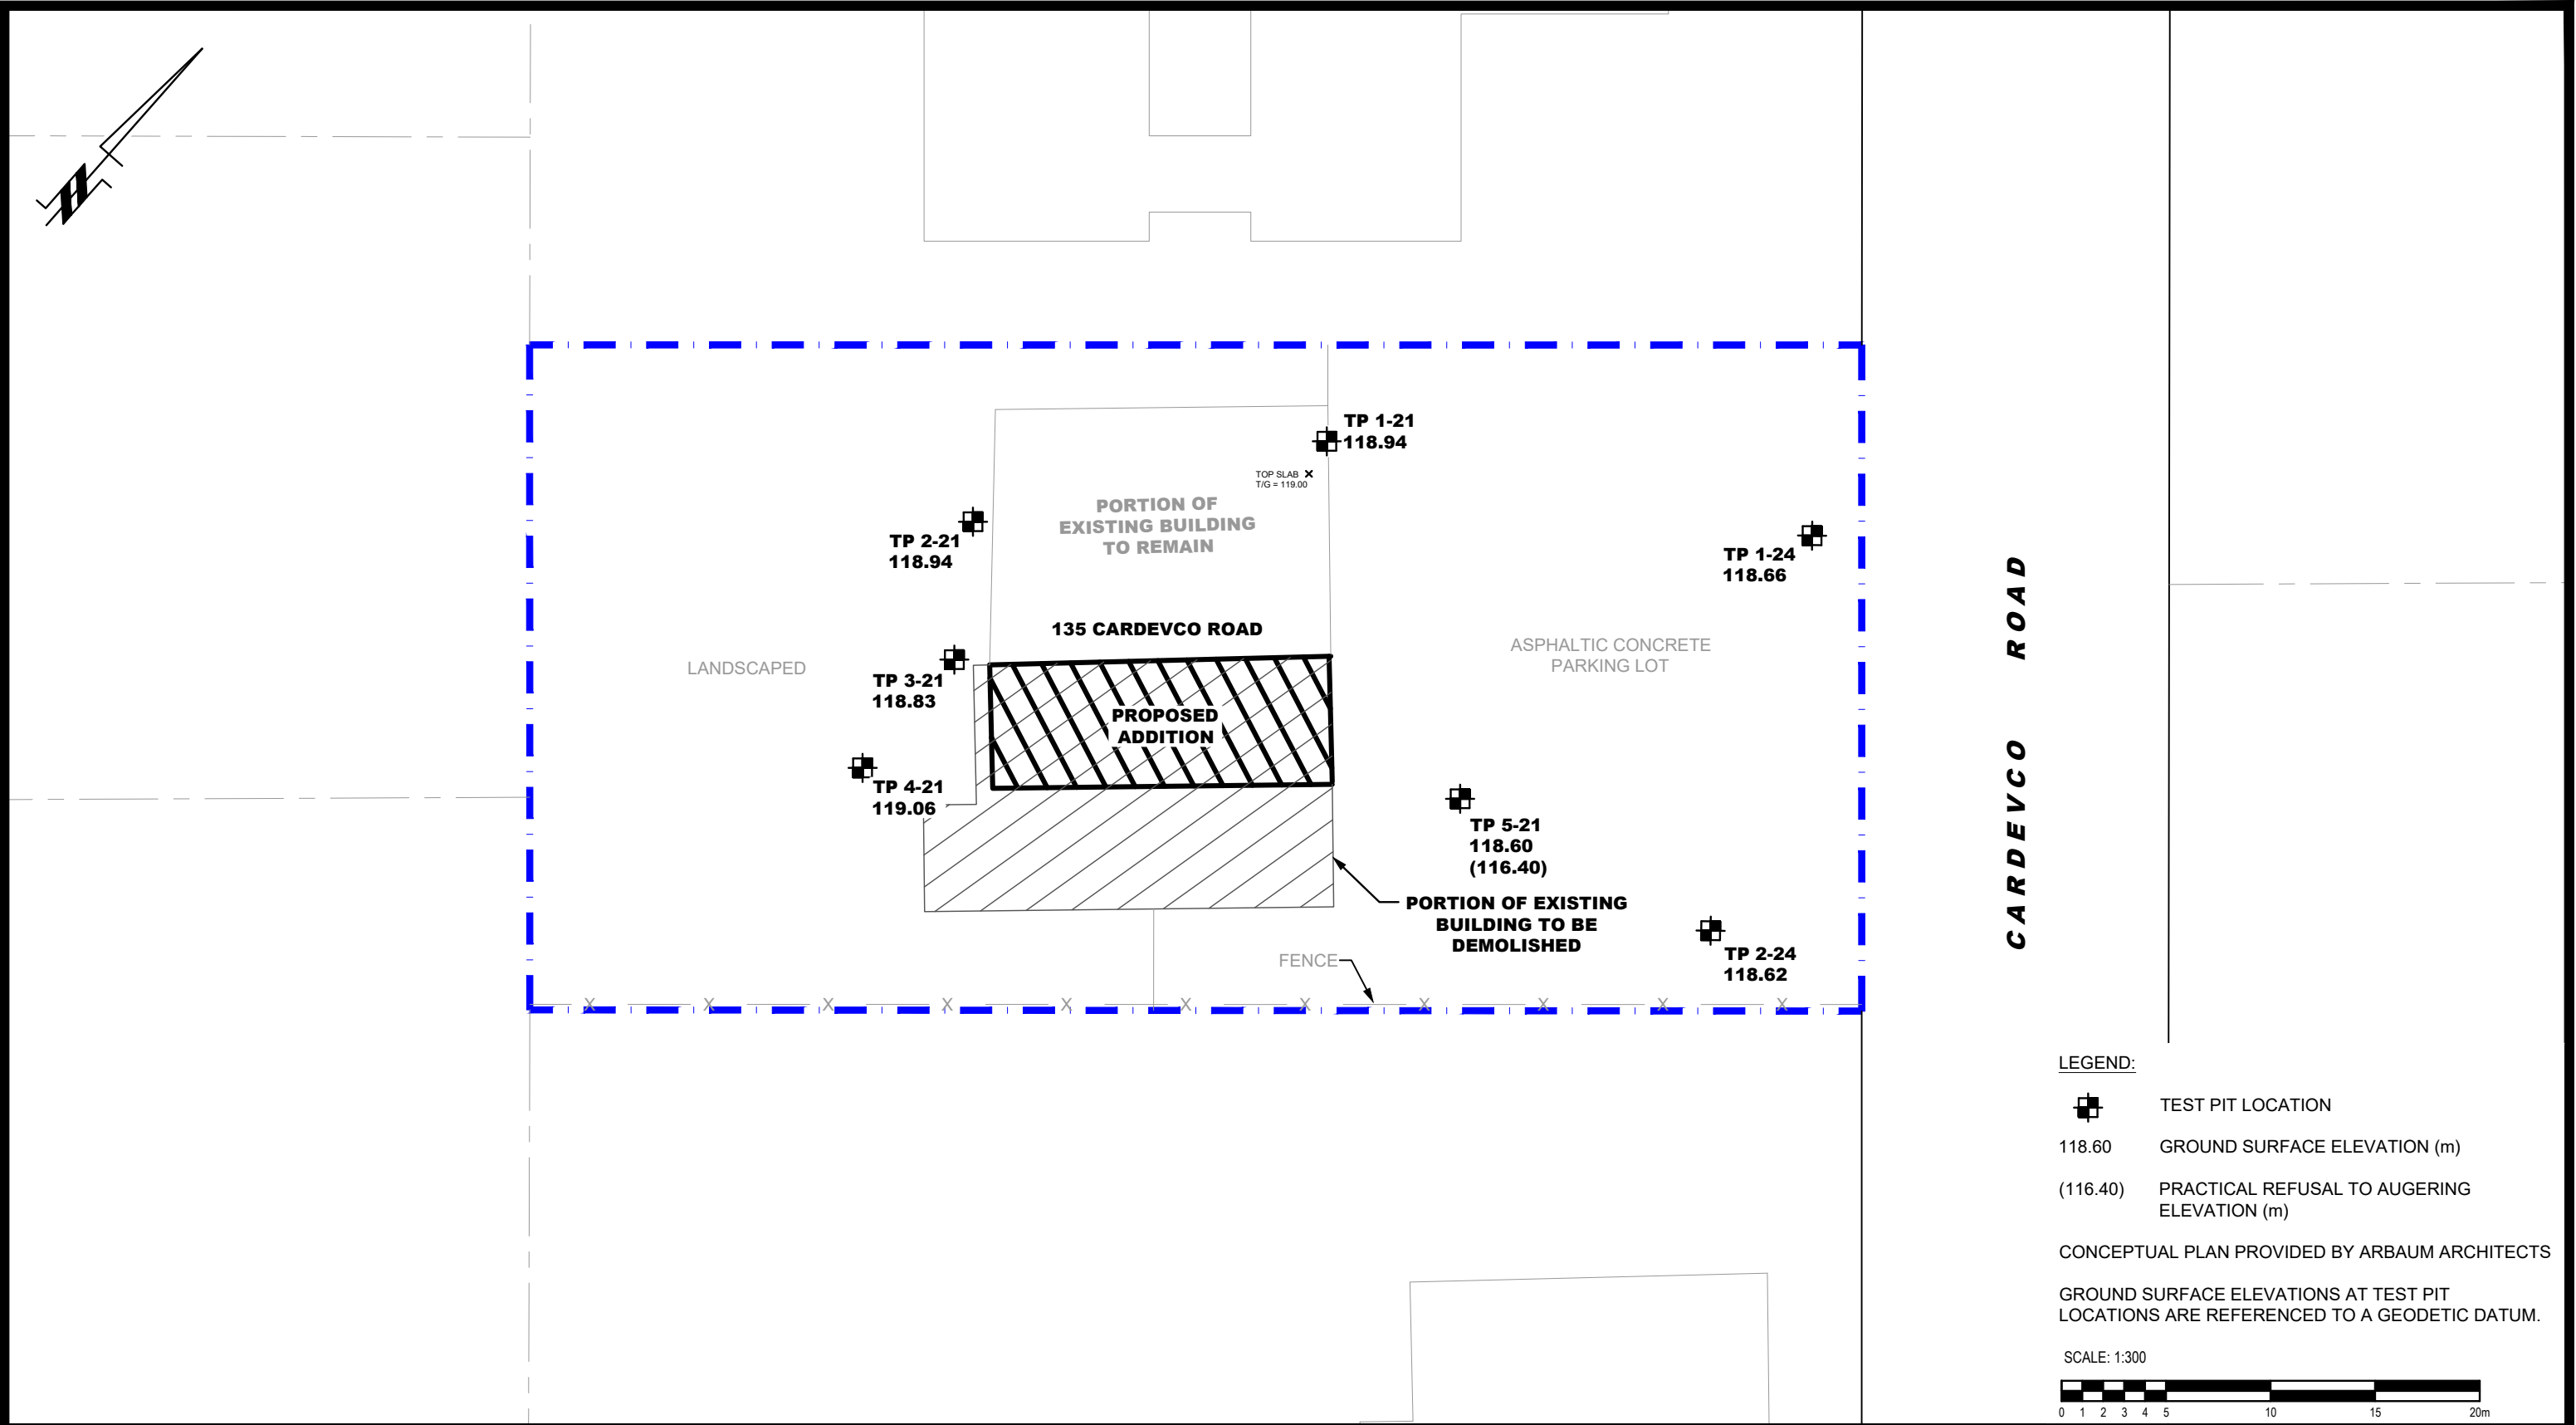 TP 1-21
118.94
TOP SLAB
T/G = 119.00
PORTION OF
EXISTING BUILDING
TO REMAIN
TP 2-21
118.94
TP 1-24
118.66
135 CARDEVCO ROAD
LANDSCAPED
ASPHALTIC CONCRETE
PARKING LOT
TP 3-21
118.83
PROPOSED
ADDITION
TP 4-21
119.06
TP 5-21
118.60
(116.40)
PORTION OF EXISTING
BUILDING TO BE
DEMOLISHED
TP 2-24
118.62
FENCE
X X X X X X X X X X X
CARDEVCO ROAD
LEGEND:
TEST PIT LOCATION
118.60 GROUND SURFACE ELEVATION (m)
(116.40) PRACTICAL REFUSAL TO AUGERING
ELEVATION (m)
CONCEPTUAL PLAN PROVIDED BY ARBAUM ARCHITECTS
GROUND SURFACE ELEVATIONS AT TEST PIT
LOCATIONS ARE REFERENCED TO A GEODETIC DATUM.
SCALE: 1:300
0 1 2 3 4 5 10 15 20m